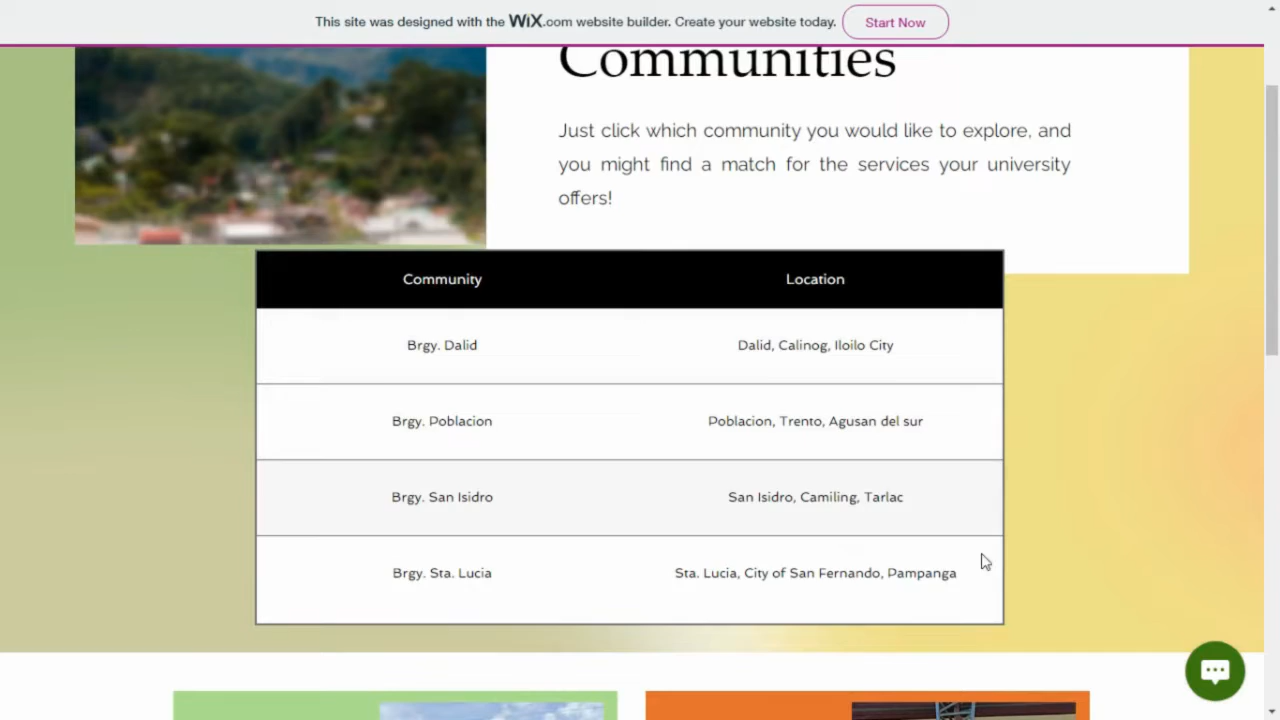 This site was designed with the WiX.com website builder. Create your website today. Start Now
Communities
Just click which community you would like to explore, and
you might find a match for the services your university
offers!
Community Location
Brgy. Dalid Dalid, Calinog, Iloilo City
Brgy. Poblacion Poblacion, Trento, Agusan del sur
Brgy. San Isidro San Isidro, Camiling, Tarlac
Brgy. Sta. Lucia Sta. Lucia, City of San Fernando, Pampanga